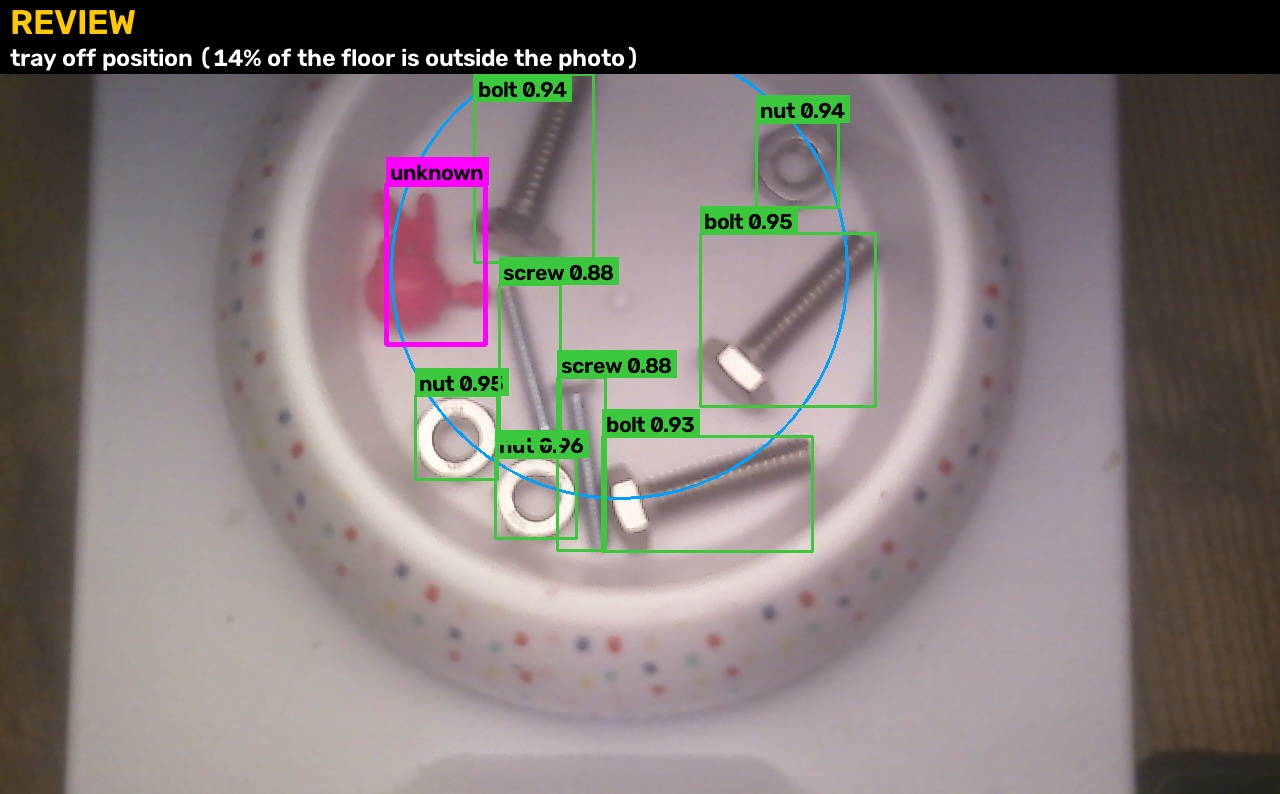 REVIEW
tray off position (14% of the floor is outside the photo)
bolt 0.94
nut 0.94
unknown
bolt 0.95
screw 0.88
screw 0.88
nut 0.95
bolt 0.93
nut 0.96